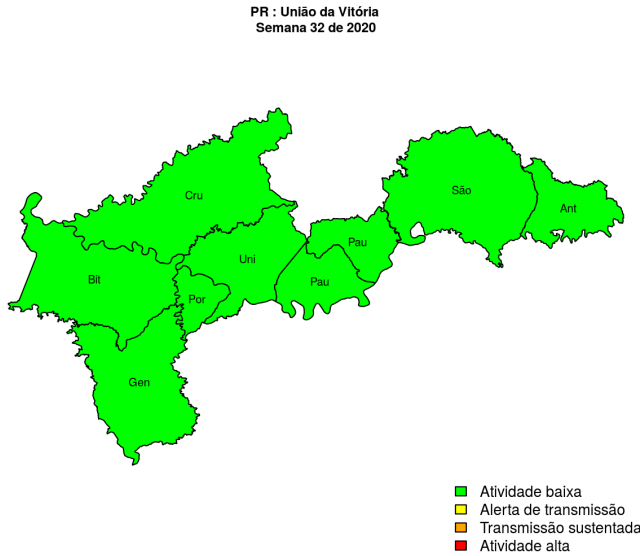 PR : União da Vitória
Semana 32 de 2020
Cru
São
Ant
Pau
Uni
Bit
Pau
Por
Gen
Atividade baixa
Alerta de transmissão
Transmissão sustentada
Atividade alta